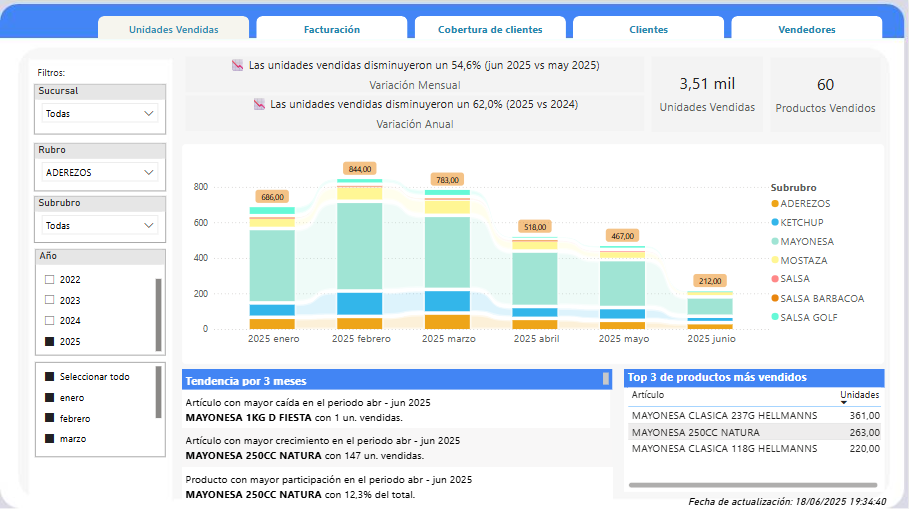 Unidades Vendidas
Facturación
Cobertura de clientes
Clientes
Vendedores
Filtros:
Sucursal
Todas
Rubro
ADEREZOS
Subrubro
Todas
Año
2022
2023
2024
2025
Seleccionar todo
enero
febrero
marzo
Las unidades vendidas disminuyeron un 54,6% (jun 2025 vs may 2025)
Variación Mensual
Las unidades vendidas disminuyeron un 62,0% (2025 vs 2024)
Variación Anual
3,51 mil
Unidades Vendidas
60
Productos Vendidos
800
600
400
200
0
686,00
844,00
783,00
518,00
467,00
212,00
2025 enero
2025 febrero
2025 marzo
2025 abril
2025 mayo
2025 junio
Subrubro
ADEREZOS
KETCHUP
MAYONESA
MOSTAZA
SALSA
SALSA BARBACOA
SALSA GOLF
Tendencia por 3 meses
Artículo con mayor caída en el periodo abr - jun 2025
MAYONESA 1KG D FIESTA con 1 un. vendidas.
Artículo con mayor crecimiento en el periodo abr - jun 2025
MAYONESA 250CC NATURA con 147 un. vendidas.
Producto con mayor participación en el periodo abr - jun 2025
MAYONESA 250CC NATURA con 12,3% del total.
Top 3 de productos más vendidos
Artículo Unidades
MAYONESA CLASICA 237G HELLMANNS 361,00
MAYONESA 250CC NATURA 263,00
MAYONESA CLASICA 118G HELLMANNS 220,00
Fecha de actualización: 18/06/2025 19:34:40